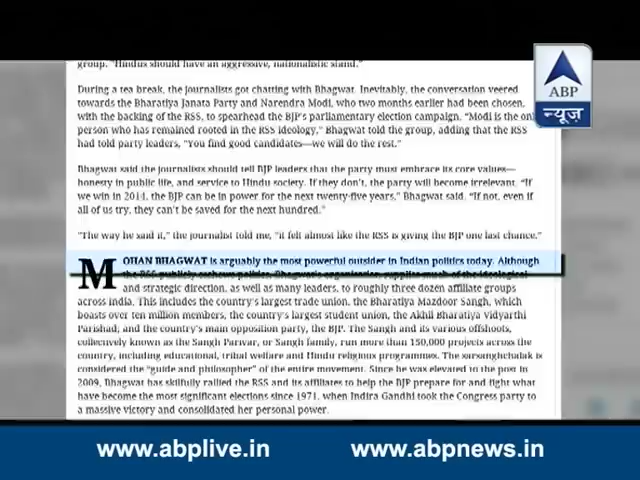 group. "Hindus should have an aggressive, nationalistic stand."
During a tea break, the journalists got chatting with Bhagwat. Inevitably, the conversation veered
towards the Bharatiya Janata Party and Narendra Modi, who two months earlier had been chosen,
with the backing of the RSS, to spearhead the BJP's parliamentary election campaign. "Modi is the
person who has remained rooted in the RSS ideology," Bhagwat told the group, adding that the RSS
had told party leaders, "You find good candidates—we will do the rest."
Bhagwat said the journalists should tell BJP leaders that the party must embrace its core values—
honesty in public life, and service to Hindu society. If they don't, the party will become irrelevant. "If
we win in 2014, the BJP can be in power for the next twenty-five years," Bhagwat said. "If not, even if
all of us try, they can't be saved for the next hundred."
"The way he said it," the journalist told me, "it felt almost like the RSS is giving the BJP one last chance."
MOHAN BHAGWAT is arguably the most powerful outsider in Indian politics today. Although
the RSS publicly eschews politics, Bhagwat's organisation supplies much of the ideological
and strategic direction, as well as many leaders, to roughly three dozen affiliate groups
across India. This includes the country's largest trade union, the Bharatiya Mazdoor Sangh, which
boasts over ten million members, the country's largest student union, the Akhil Bharatiya Vidyarthi
Parishad; and the country's main opposition party, the BJP. The Sangh and its various offshoots,
collectively known as the Sangh Parivar, or Sangh family, run more than 150,000 projects across the
country, including educational, tribal welfare and Hindu religious programmes. The sarsanghchalak is
considered the "guide and philosopher" of the entire movement. Since he was elevated to the post in
2009, Bhagwat has skilfully rallied the RSS and its affiliates to help the BJP prepare for and fight what
have become the most significant elections since 1971, when Indira Gandhi took the Congress party to
a massive victory and consolidated her personal power.
ABP
न्यूज़
www.abplive.in
www.abpnews.in